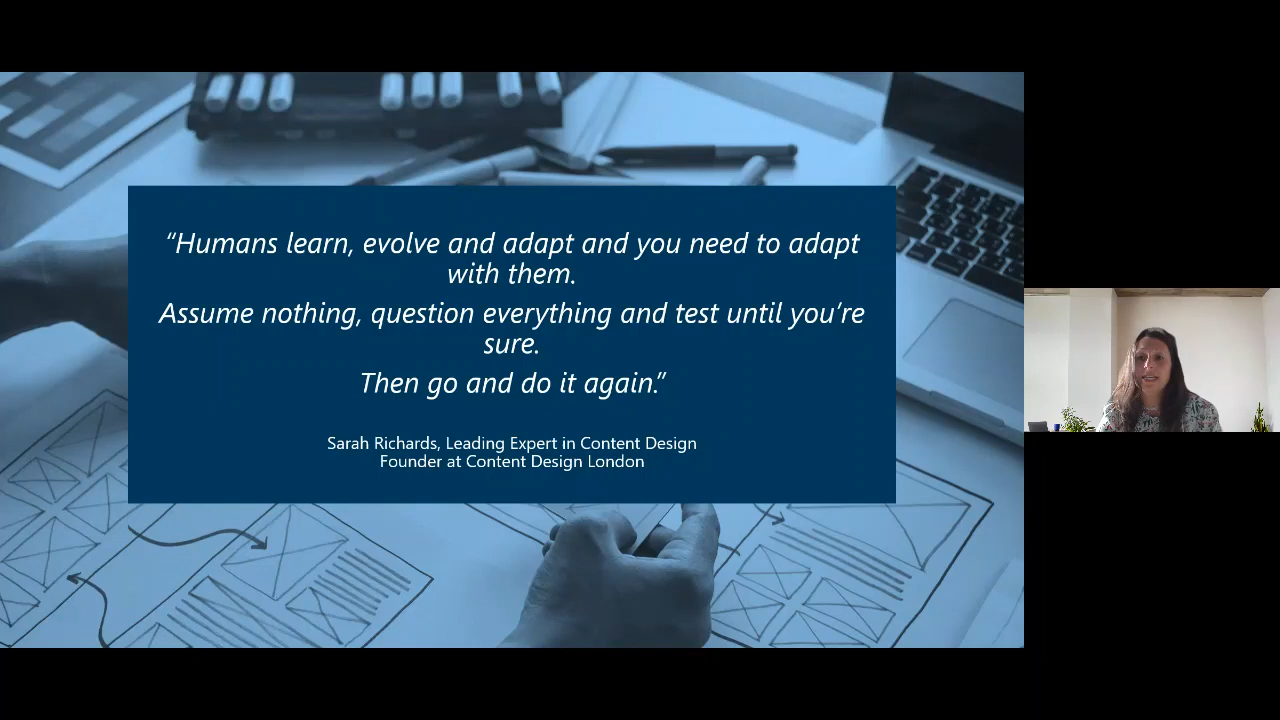 “Humans learn, evolve and adapt and you need to adapt
with them.
Assume nothing, question everything and test until you’re
sure.
Then go and do it again.”
Sarah Richards, Leading Expert in Content Design
Founder at Content Design London